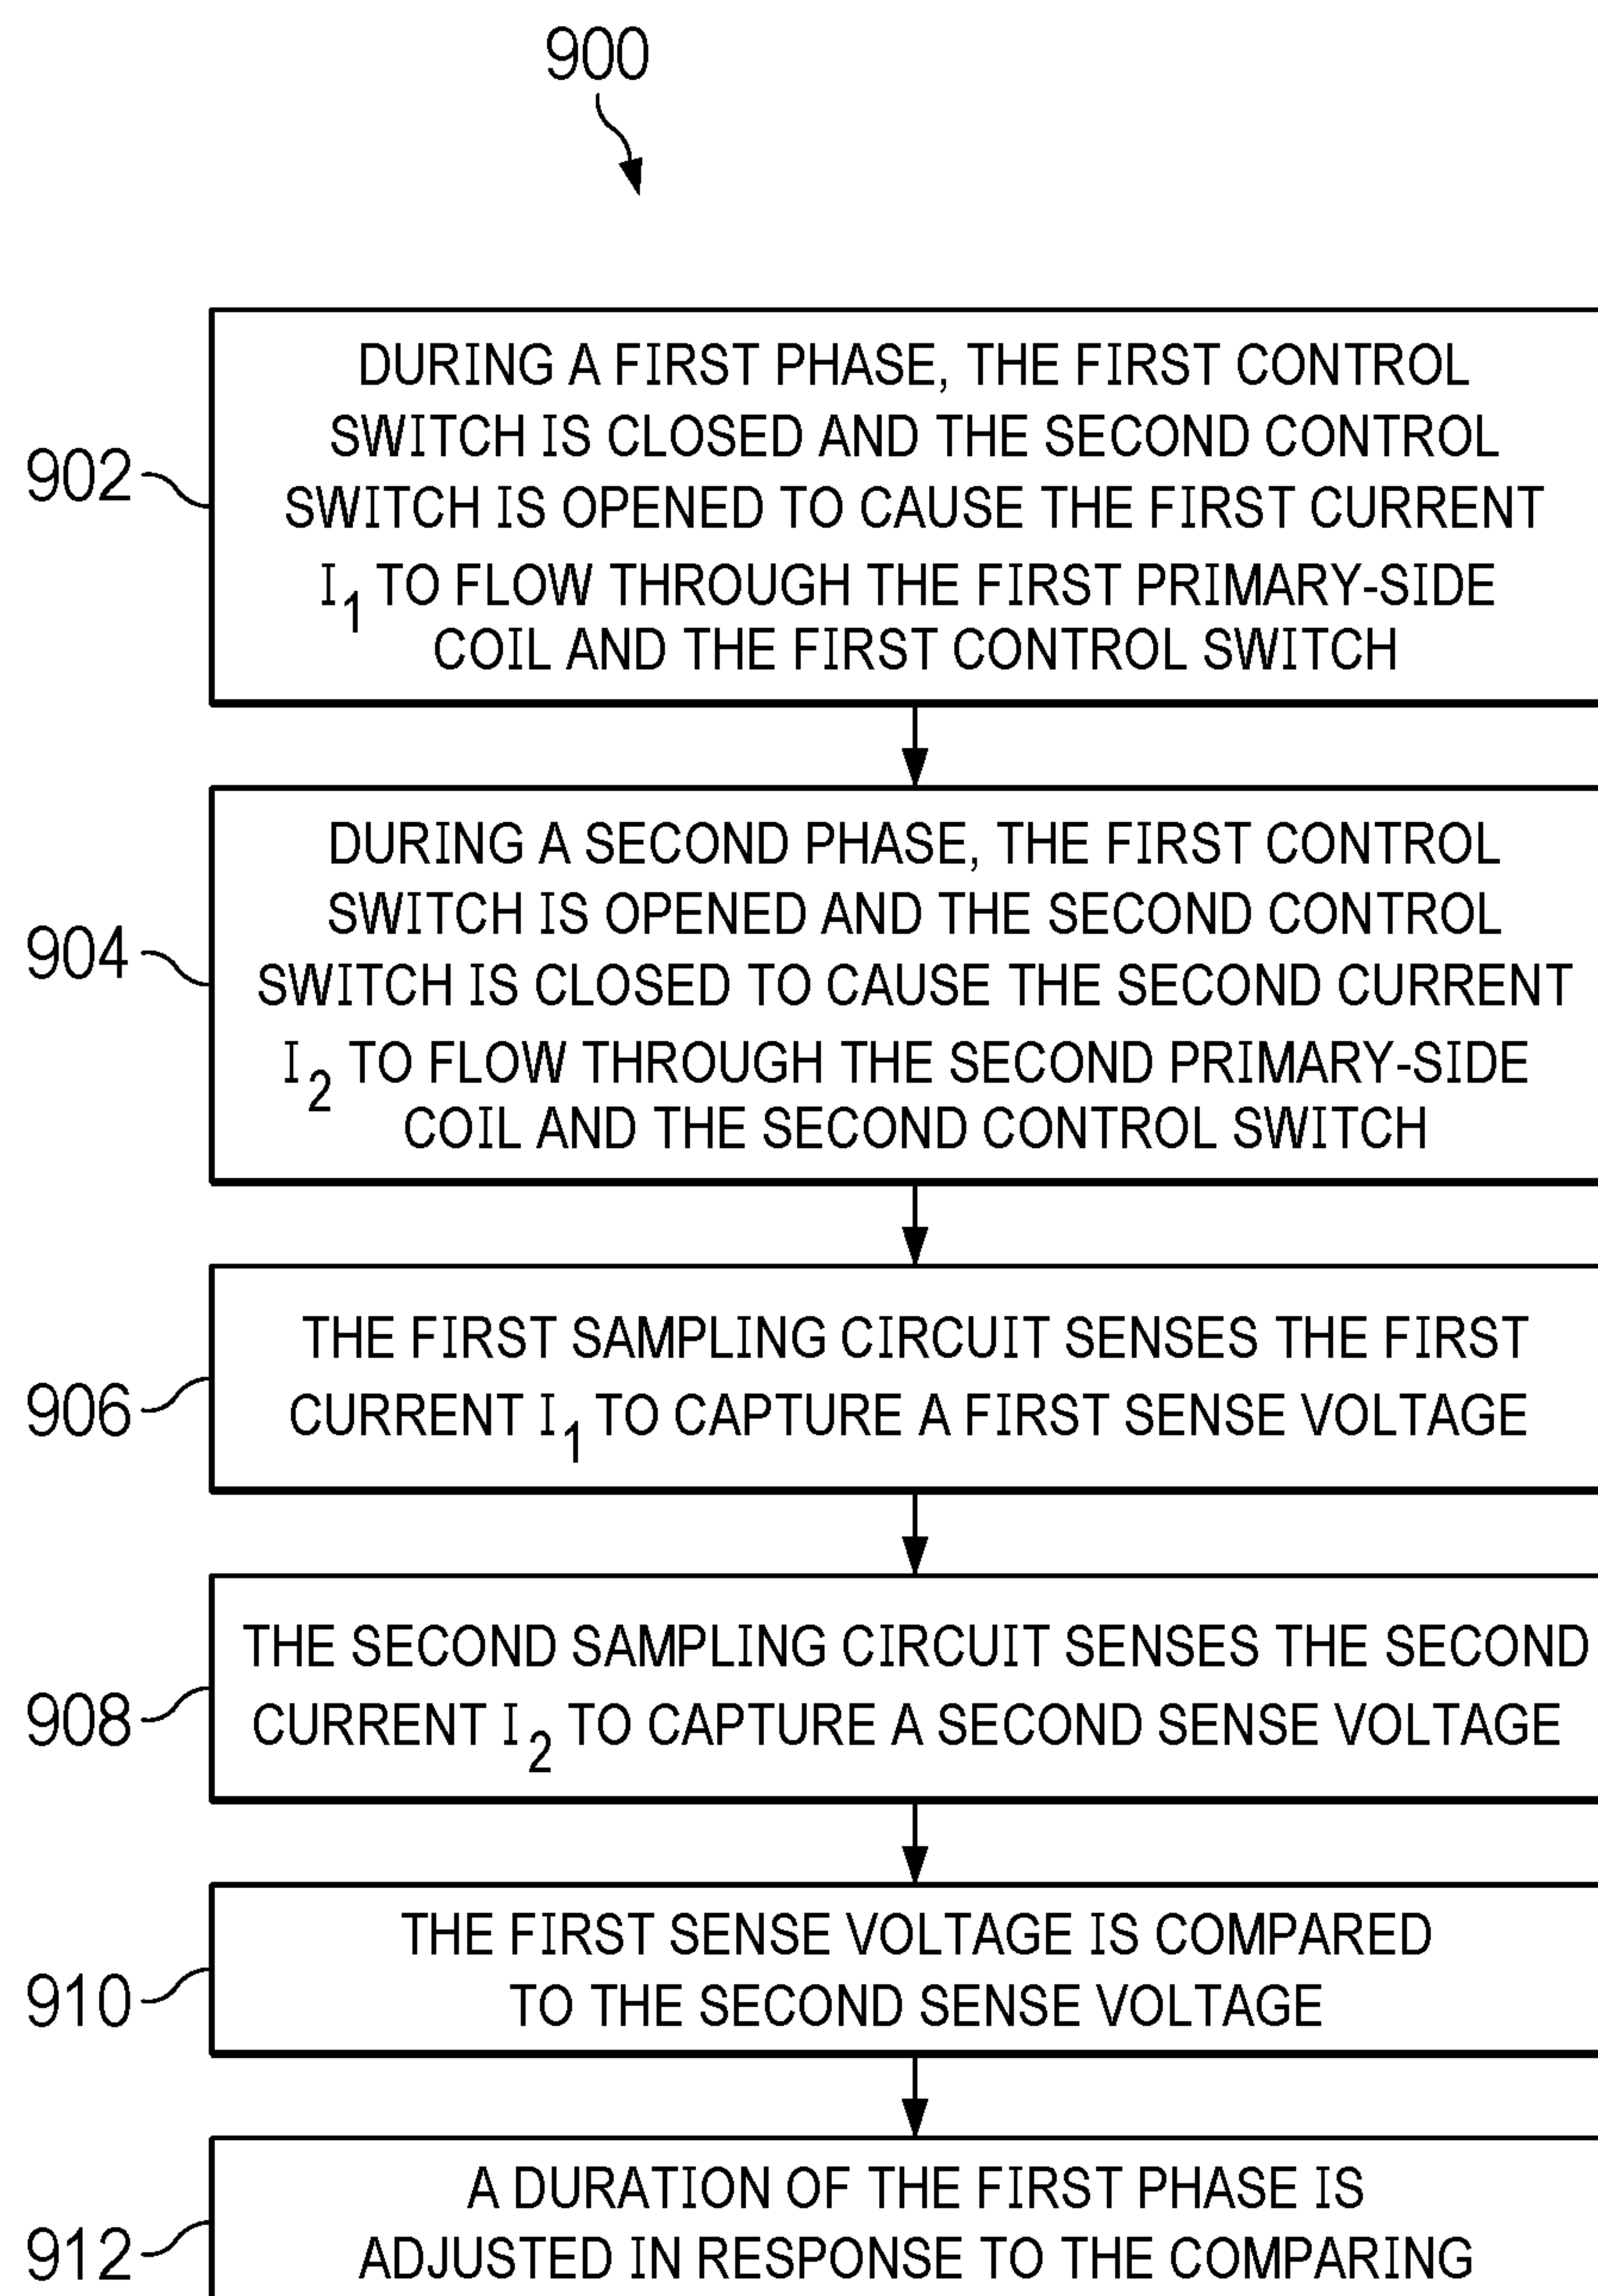 900
902
DURING A FIRST PHASE, THE FIRST CONTROL
SWITCH IS CLOSED AND THE SECOND CONTROL
SWITCH IS OPENED TO CAUSE THE FIRST CURRENT
I₁ TO FLOW THROUGH THE FIRST PRIMARY-SIDE
COIL AND THE FIRST CONTROL SWITCH
904
DURING A SECOND PHASE, THE FIRST CONTROL
SWITCH IS OPENED AND THE SECOND CONTROL
SWITCH IS CLOSED TO CAUSE THE SECOND CURRENT
I₂ TO FLOW THROUGH THE SECOND PRIMARY-SIDE
COIL AND THE SECOND CONTROL SWITCH
906
THE FIRST SAMPLING CIRCUIT SENSES THE FIRST
CURRENT I₁ TO CAPTURE A FIRST SENSE VOLTAGE
908
THE SECOND SAMPLING CIRCUIT SENSES THE SECOND
CURRENT I₂ TO CAPTURE A SECOND SENSE VOLTAGE
910
THE FIRST SENSE VOLTAGE IS COMPARED
TO THE SECOND SENSE VOLTAGE
912
A DURATION OF THE FIRST PHASE IS
ADJUSTED IN RESPONSE TO THE COMPARING